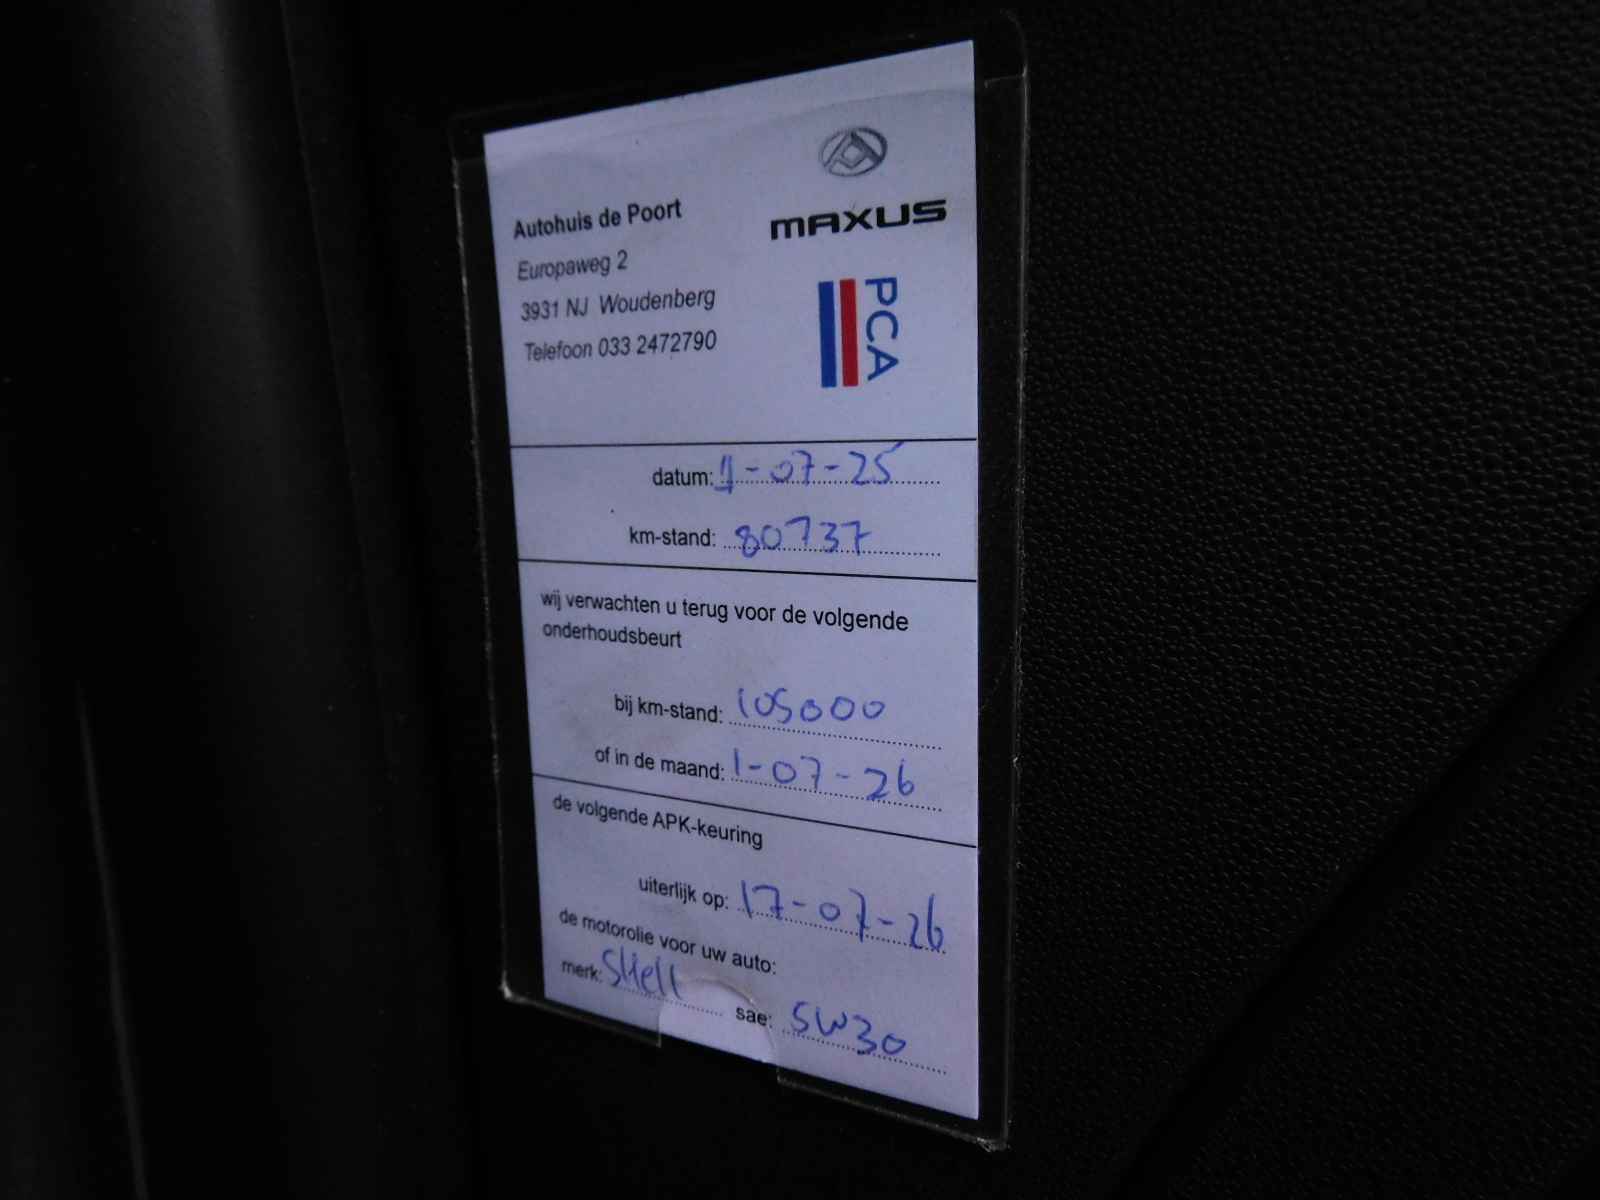 Autohuis de Poort
Europaweg 2
3931 NJ Woudenberg
Telefoon 033 2472790
MAXUS
PCA
datum: 1-07-25
km-stand: 80737
wij verwachten u terug voor de volgende
onderhoudsbeurt
bij km-stand: 105000
of in de maand: 1-07-26
de volgende APK-keuring
uiterlijk op: 17-07-26
de motorolie voor uw auto:
merk: Shell sae: 5W30